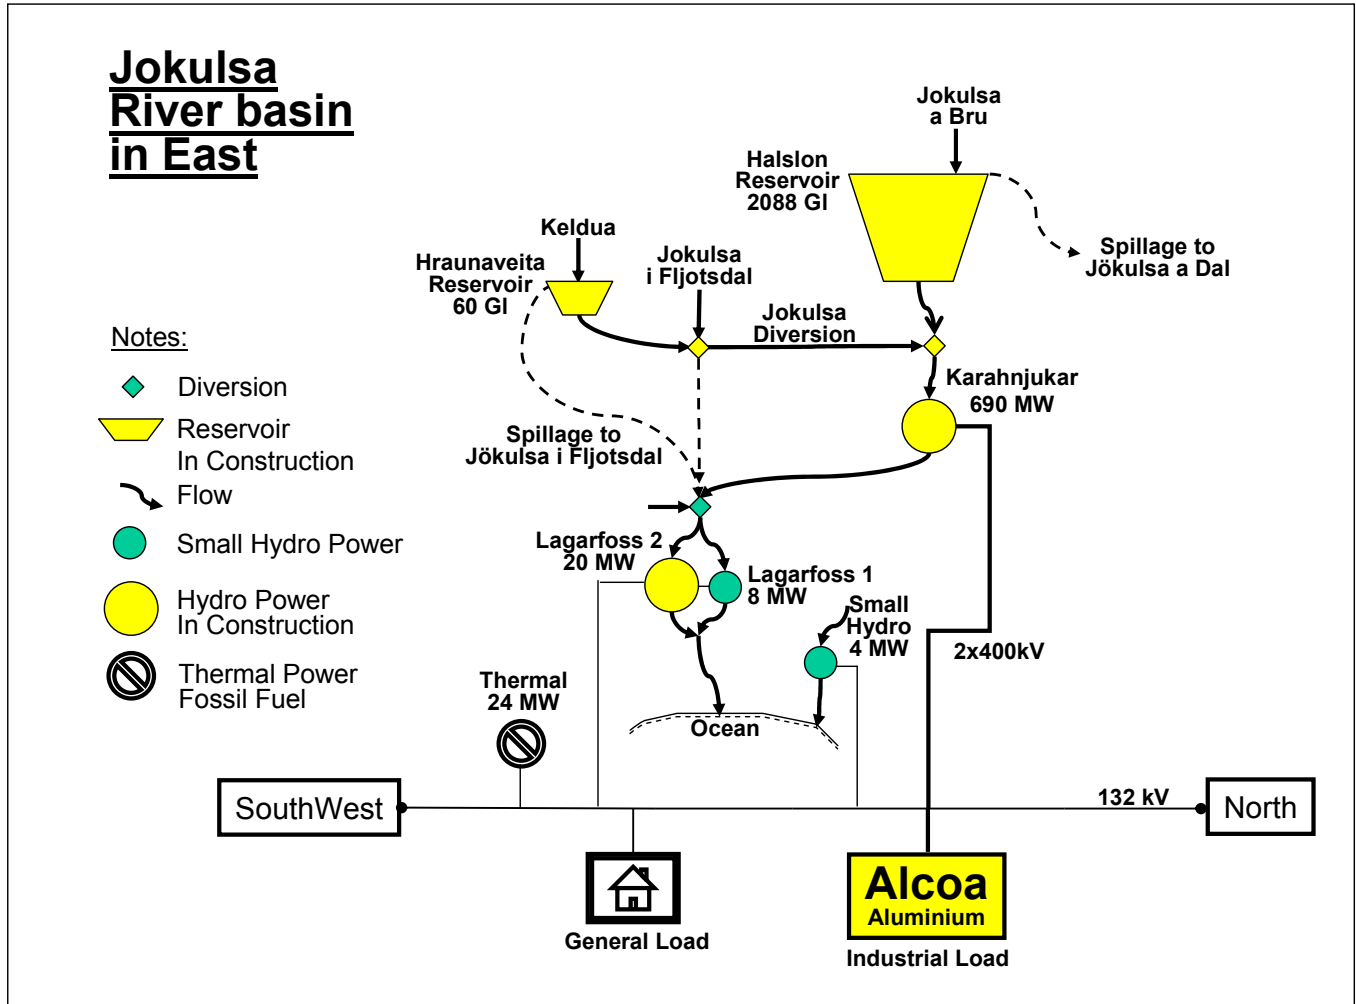 Jokulsa
River basin
in East
Jokulsa
a Bru
Halslon
Reservoir
2088 Gl
Spillage to
Jökulsa a Dal
Keldua
Hraunaveita
Reservoir
60 Gl
Jokulsa
i Fljotsdal
Jokulsa
Diversion
Karahnjukar
690 MW
Spillage to
Jökulsa i Fljotsdal
Notes:
Diversion
Reservoir
In Construction
Flow
Small Hydro Power
Hydro Power
In Construction
Thermal Power
Fossil Fuel
Lagarfoss 2
20 MW
Lagarfoss 1
8 MW
Small
Hydro
4 MW
2x400kV
Thermal
24 MW
Ocean
SouthWest
132 kV
North
General Load
Alcoa
Aluminium
Industrial Load